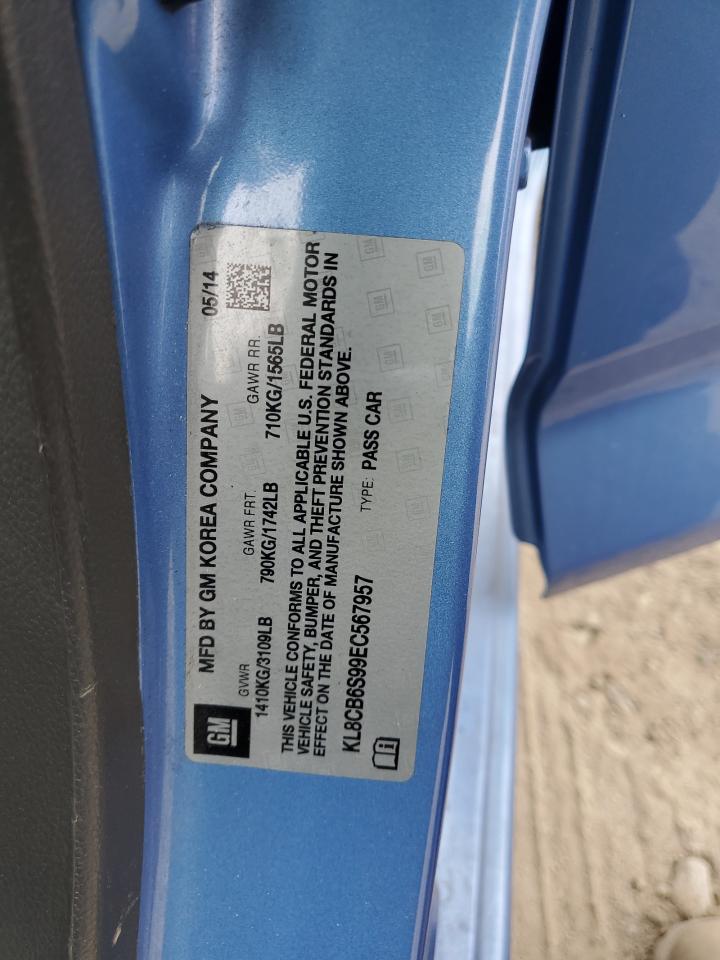 MFD BY GM KOREA COMPANY 05/14
GVWR GAWR FRT. GAWR RR.
1410KG/3109LB 790KG/1742LB 710KG/1565LB
THIS VEHICLE CONFORMS TO ALL APPLICABLE U.S. FEDERAL MOTOR
VEHICLE SAFETY, BUMPER, AND THEFT PREVENTION STANDARDS IN
EFFECT ON THE DATE OF MANUFACTURE SHOWN ABOVE.
KL8CB6S99EC567957 TYPE: PASS CAR
GM